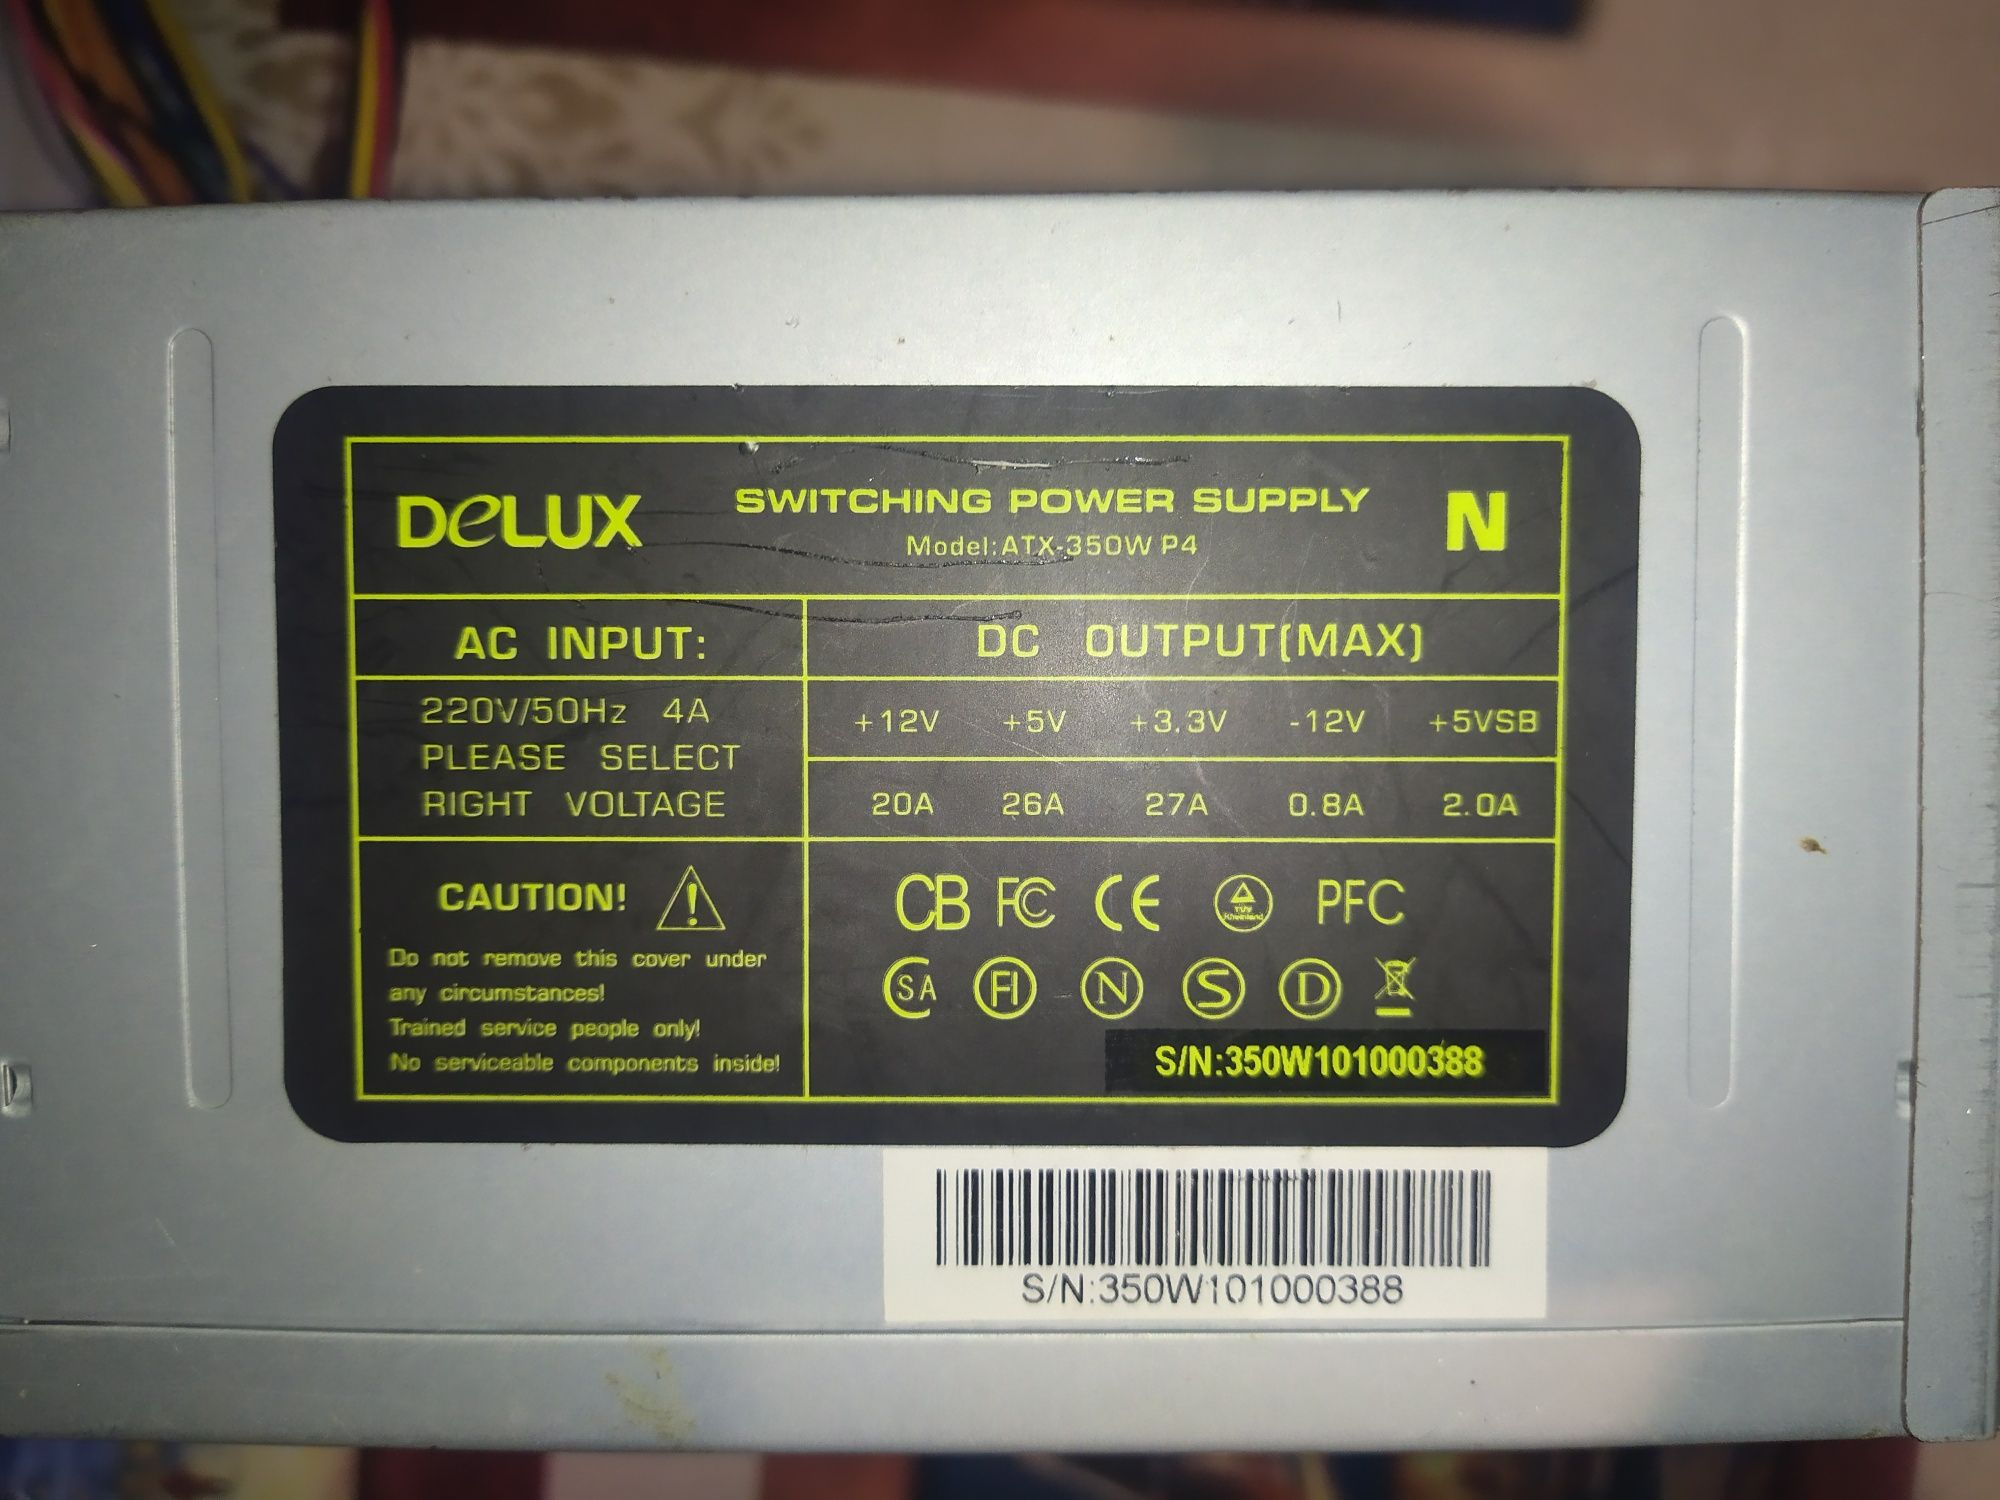 DeLUX
SWITCHING POWER SUPPLY
Model:ATX-350W P4
N
AC INPUT:
220V/50Hz 4A
PLEASE SELECT
RIGHT VOLTAGE
DC OUTPUT(MAX)
+12V +5V +3.3V -12V +5VSB
20A 26A 27A 0.8A 2.0A
CAUTION!
Do not remove this cover under
any circumstances!
Trained service people only!
No serviceable components inside!
CB FC CE TÜV Rheinland PFC
SA FI N S D
S/N:350W101000388
S/N:350W101000388